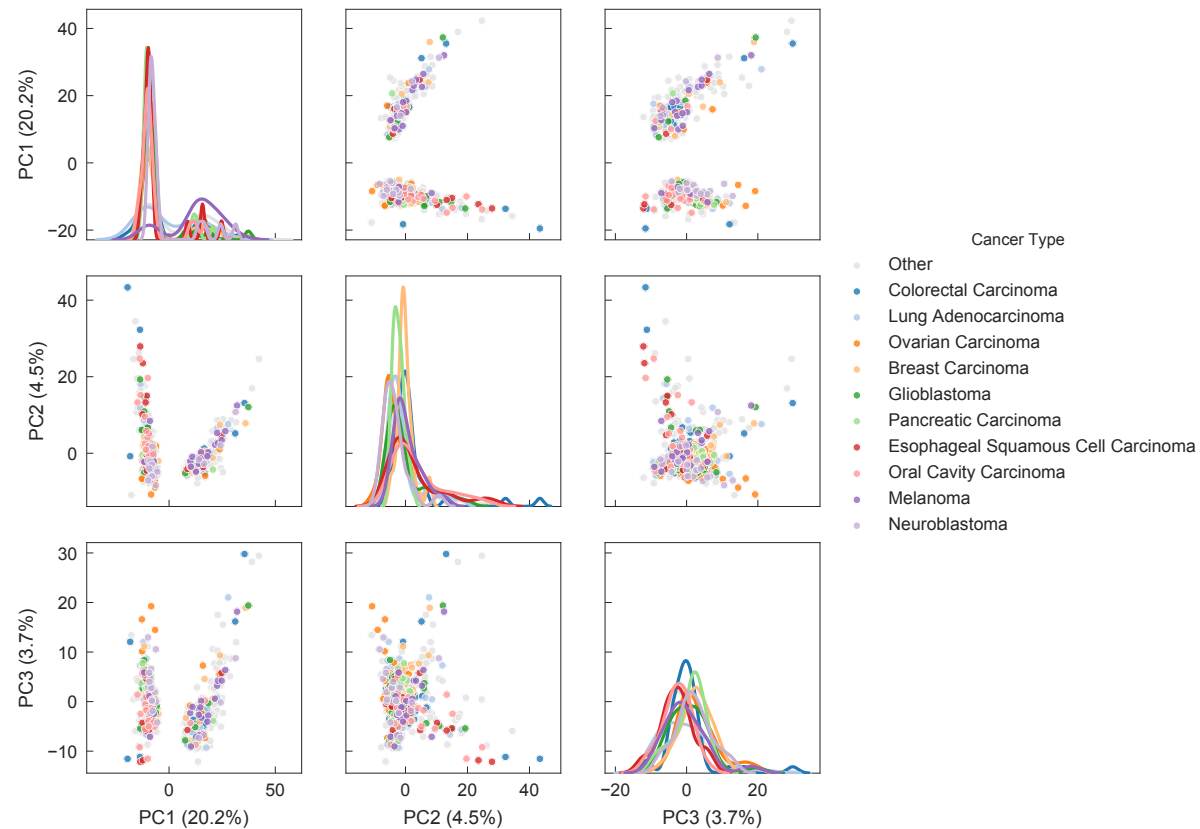 40
20
0
−20
PC1 (20.2%)
40
20
0
PC2 (4.5%)
30
20
10
0
−10
PC3 (3.7%)
0
50
PC1 (20.2%)
0
20
40
PC2 (4.5%)
−20
0
20
PC3 (3.7%)
Cancer Type
Other
Colorectal Carcinoma
Lung Adenocarcinoma
Ovarian Carcinoma
Breast Carcinoma
Glioblastoma
Pancreatic Carcinoma
Esophageal Squamous Cell Carcinoma
Oral Cavity Carcinoma
Melanoma
Neuroblastoma